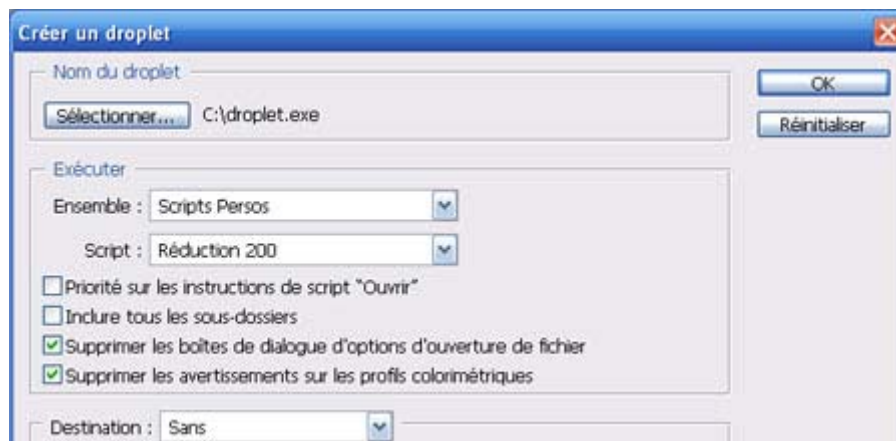 Créer un droplet
Nom du droplet
OK
Sélectionner... C:\droplet.exe
Réinitialiser
Exécuter
Ensemble : Scripts Persos
Script : Réduction 200
Priorité sur les instructions de script "Ouvrir"
Inclure tous les sous-dossiers
Supprimer les boîtes de dialogue d'options d'ouverture de fichier
Supprimer les avertissements sur les profils colorimétriques
Destination : Sans